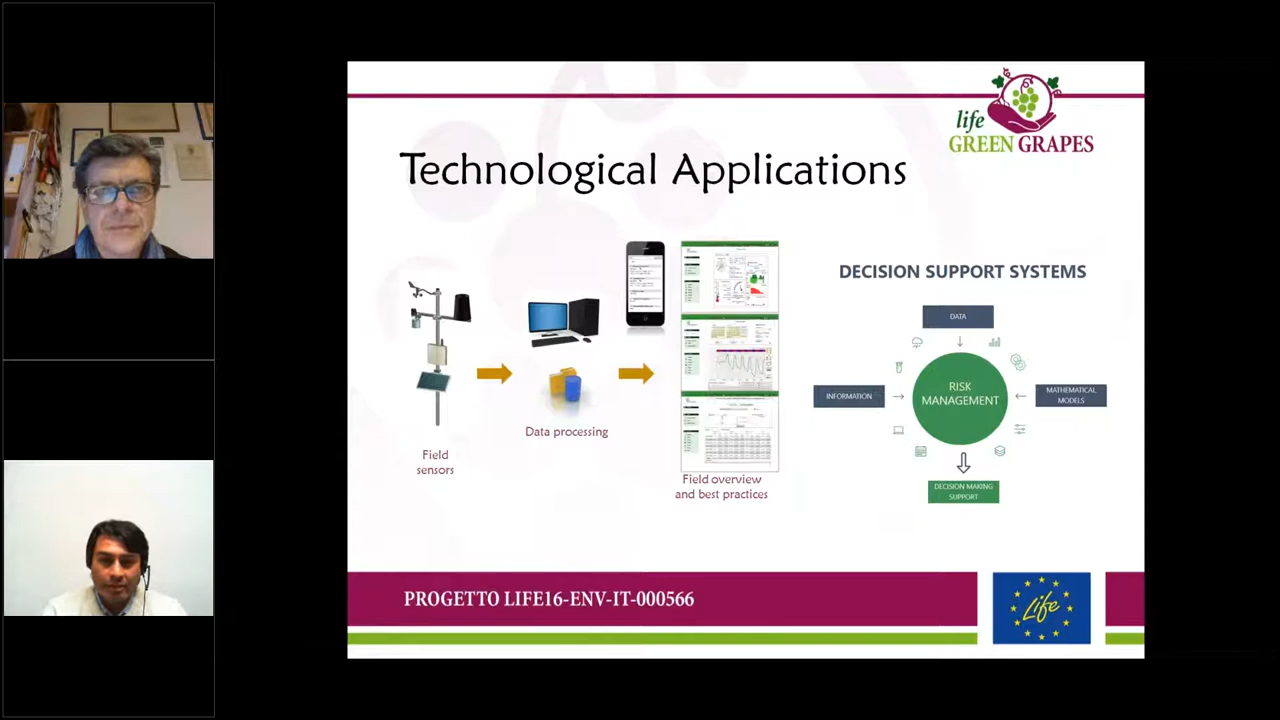 life
GREEN GRAPES
Technological Applications
DECISION SUPPORT SYSTEMS
DATA
INFORMATION
RISK
MANAGEMENT
MATHEMATICAL
MODELS
DECISION MAKING
SUPPORT
Data processing
Field
sensors
Field overview
and best practices
PROGETTO LIFE16-ENV-IT-000566
Life